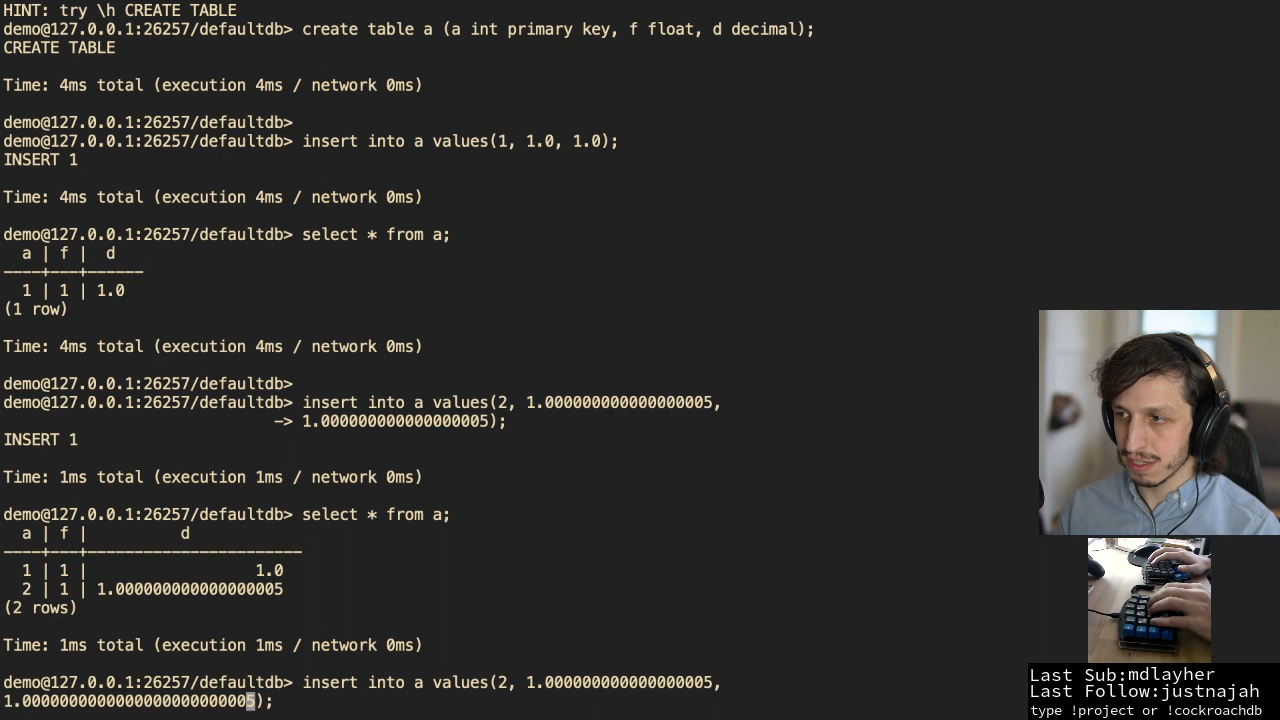 HINT: try \h CREATE TABLE
demo@127.0.0.1:26257/defaultdb> create table a (a int primary key, f float, d decimal);
CREATE TABLE
Time: 4ms total (execution 4ms / network 0ms)
demo@127.0.0.1:26257/defaultdb>
demo@127.0.0.1:26257/defaultdb> insert into a values(1, 1.0, 1.0);
INSERT 1
Time: 4ms total (execution 4ms / network 0ms)
demo@127.0.0.1:26257/defaultdb> select * from a;
  a | f |  d
----+---+------
  1 | 1 | 1.0
(1 row)
Time: 4ms total (execution 4ms / network 0ms)
demo@127.0.0.1:26257/defaultdb>
demo@127.0.0.1:26257/defaultdb> insert into a values(2, 1.000000000000000005,
                             -> 1.000000000000000005);
INSERT 1
Time: 1ms total (execution 1ms / network 0ms)
demo@127.0.0.1:26257/defaultdb> select * from a;
  a | f |          d
----+---+-----------------------
  1 | 1 |                  1.0
  2 | 1 | 1.000000000000000005
(2 rows)
Time: 1ms total (execution 1ms / network 0ms)
demo@127.0.0.1:26257/defaultdb> insert into a values(2, 1.000000000000000005,
1.0000000000000000000000005);
Last Sub:mdlayher
Last Follow:justnajah
type !project or !cockroachdb